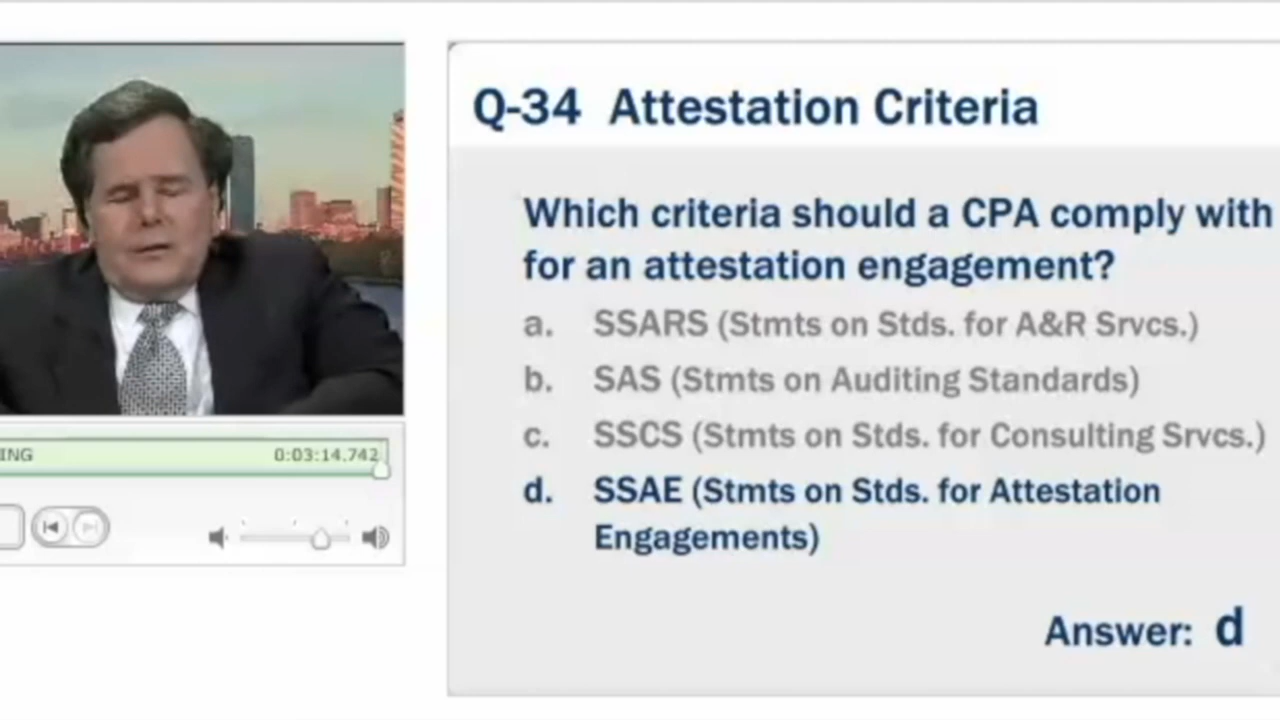 Q-34 Attestation Criteria
Which criteria should a CPA comply with
for an attestation engagement?
a. SSARS (Stmts on Stds. for A&R Srvcs.)
b. SAS (Stmts on Auditing Standards)
c. SSCS (Stmts on Stds. for Consulting Srvcs.)
d. SSAE (Stmts on Stds. for Attestation
Engagements)
Answer: d
ING 0:03:14.742